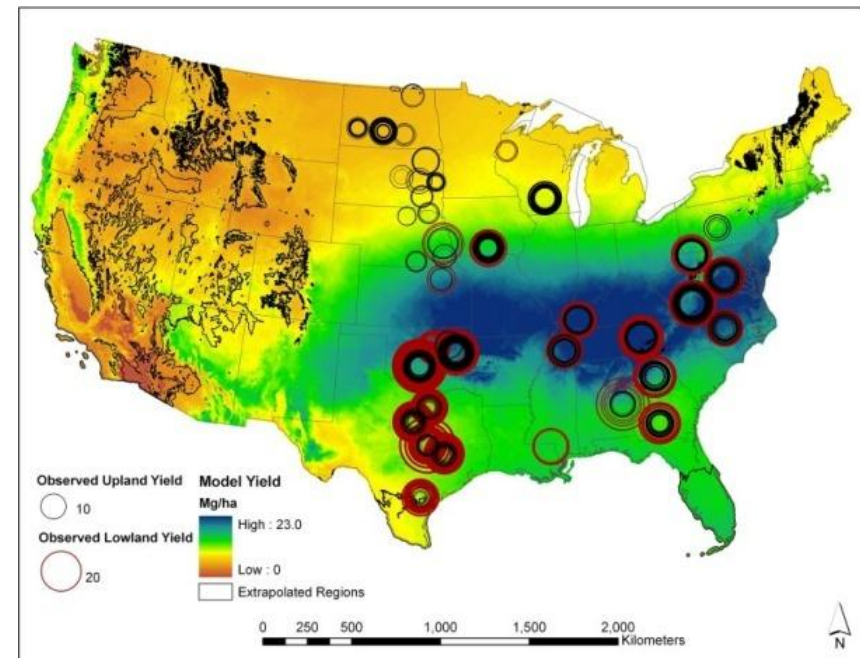 Observed Upland Yield
10
Observed Lowland Yield
20
Model Yield
Mg/ha
High : 23.0
Low : 0
Extrapolated Regions
0 250 500 1,000 1,500 2,000
Kilometers
N